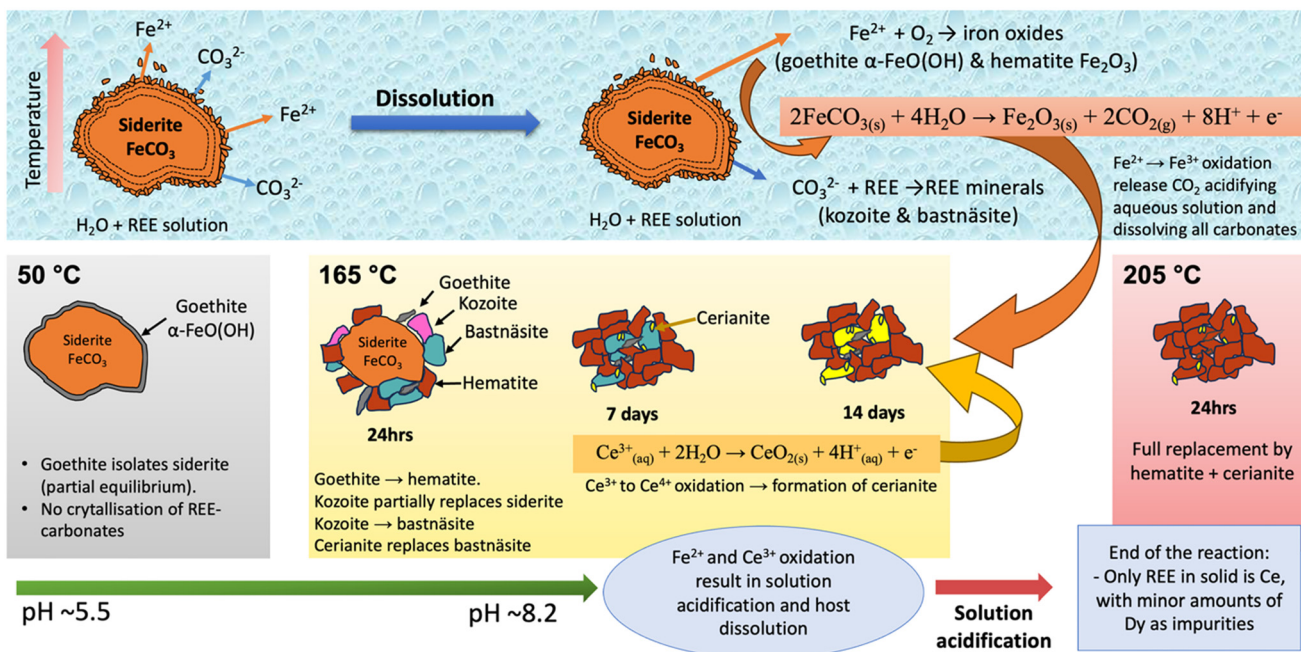 Temperature
Fe²⁺
CO₃²⁻
Fe²⁺
CO₃²⁻
Siderite
FeCO₃
H₂O + REE solution
Dissolution
Siderite
FeCO₃
H₂O + REE solution
Fe²⁺ + O₂ → iron oxides
(goethite α-FeO(OH) & hematite Fe₂O₃)
2FeCO₃₍ₛ₎ + 4H₂O → Fe₂O₃₍ₛ₎ + 2CO₂(g) + 8H⁺ + e⁻
CO₃²⁻ + REE →REE minerals
(kozoite & bastnäsite)
Fe²⁺ → Fe³⁺ oxidation
release CO₂ acidifying
aqueous solution and
dissolving all carbonates
50 °C
Goethite
α-FeO(OH)
Siderite
FeCO₃
• Goethite isolates siderite
(partial equilibrium).
• No crytallisation of REE-
carbonates
165 °C
Goethite
Kozoite
Bastnäsite
Hematite
Siderite
FeCO₃
24hrs
Cerianite
7 days
14 days
Ce³⁺(aq) + 2H₂O → CeO₂(s) + 4H⁺(aq) + e⁻
Ce³⁺ to Ce⁴⁺ oxidation → formation of cerianite
Goethite → hematite.
Kozoite partially replaces siderite
Kozoite → bastnäsite
Cerianite replaces bastnäsite
205 °C
24hrs
Full replacement by
hematite + cerianite
pH ~5.5
pH ~8.2
Fe²⁺ and Ce³⁺ oxidation
result in solution
acidification and host
dissolution
Solution
acidification
End of the reaction:
- Only REE in solid is Ce,
with minor amounts of
Dy as impurities